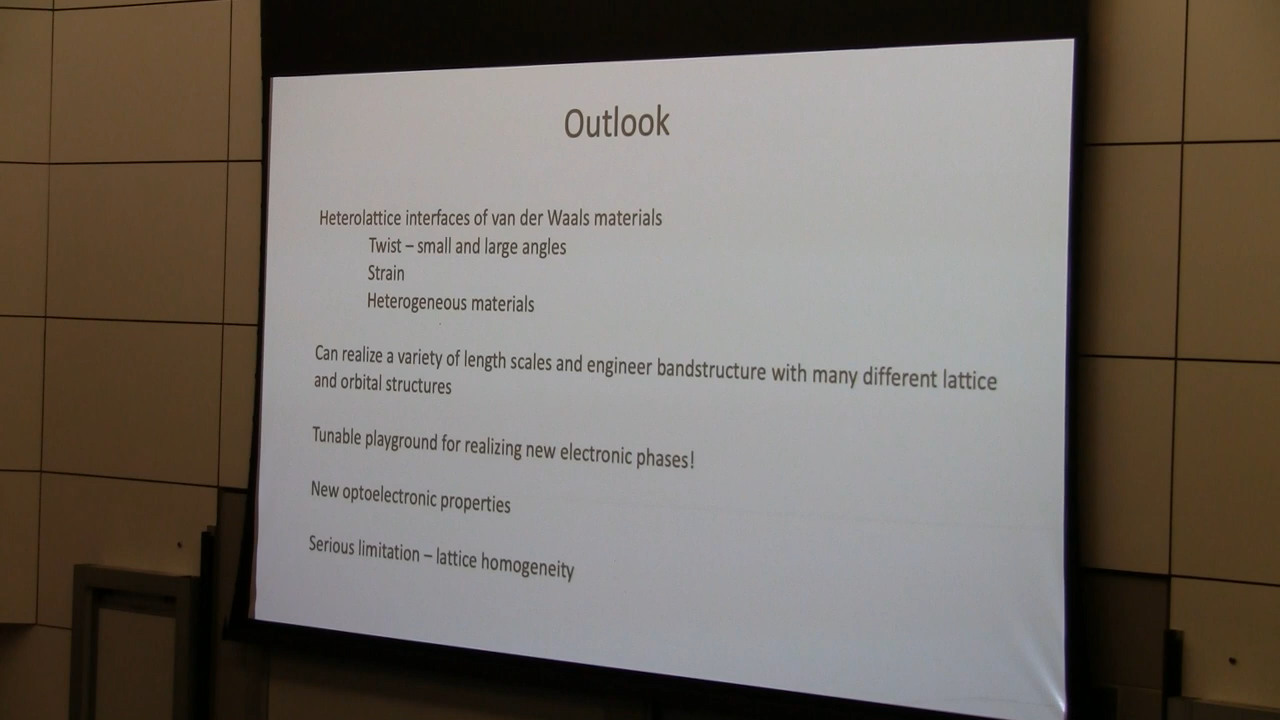 Outlook
Heterolattice interfaces of van der Waals materials
Twist – small and large angles
Strain
Heterogeneous materials
Can realize a variety of length scales and engineer bandstructure with many different lattice
and orbital structures
Tunable playground for realizing new electronic phases!
New optoelectronic properties
Serious limitation – lattice homogeneity